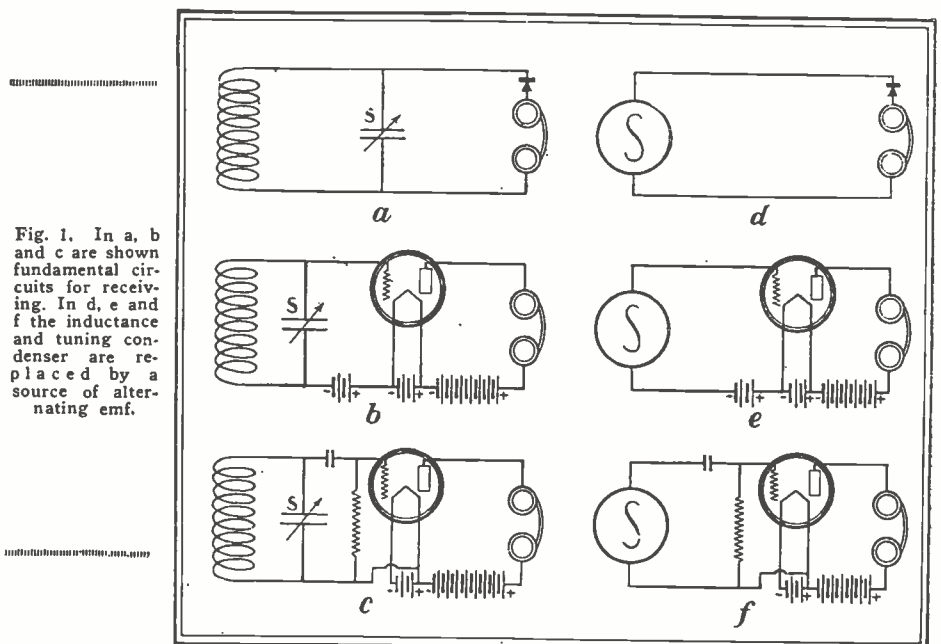 Fig. 1. In a, b
and c are shown
fundamental cir-
cuits for receiv-
ing. In d, e and
f the inductance
and tuning con-
denser are re-
placed by a
source of alter-
nating emf.
S
a
d
S
- + - + - +
b
- + - + - +
e
S
- + - +
c
- + - +
f